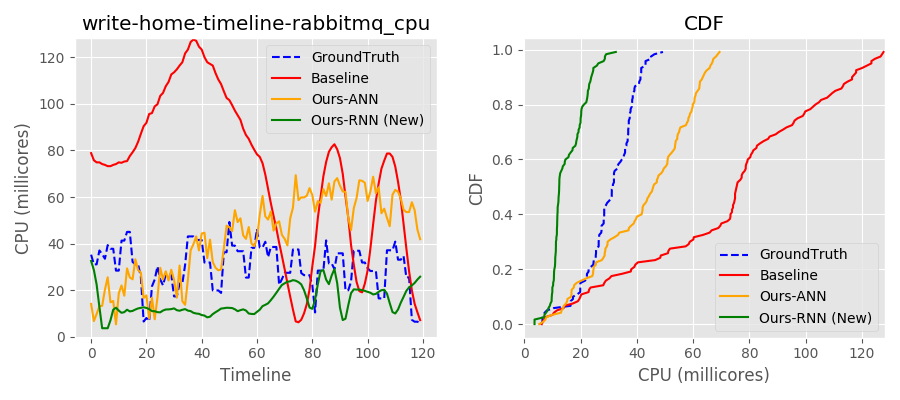 write-home-timeline-rabbitmq_cpu
CPU (millicores)
120
100
80
60
40
20
0
0 20 40 60 80 100 120
Timeline
GroundTruth
Baseline
Ours-ANN
Ours-RNN (New)
CDF
CDF
1.0
0.8
0.6
0.4
0.2
0.0
0 20 40 60 80 100 120
CPU (millicores)
GroundTruth
Baseline
Ours-ANN
Ours-RNN (New)